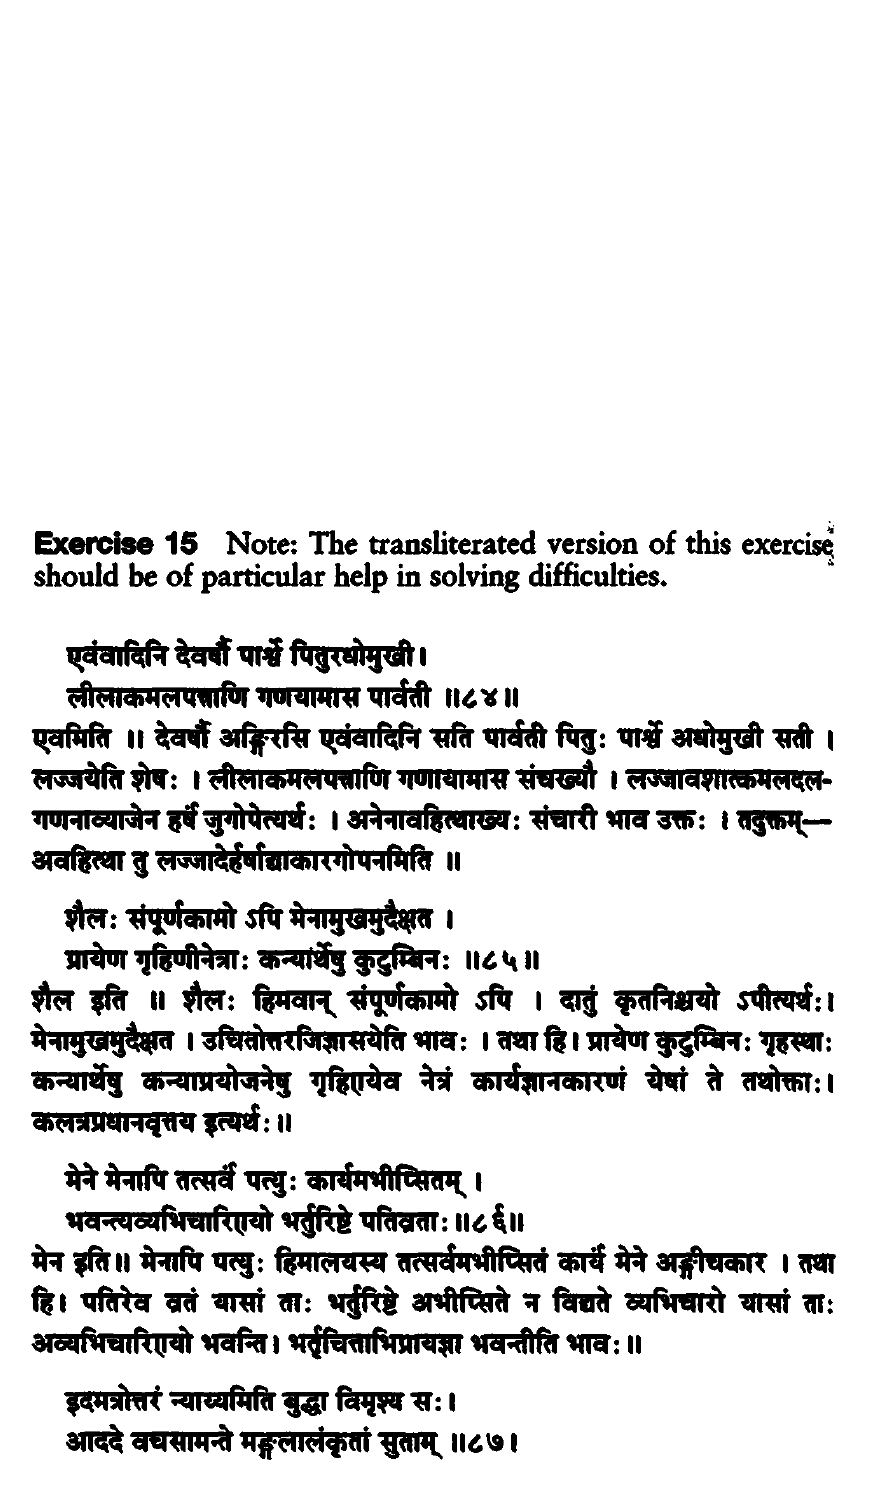 Exercise 15 Note: The transliterated version of this exercise
should be of particular help in solving difficulties.
एवंवादिनि देवर्षौ पार्श्वे पितुरधोमुखी।
लीलाकमलपत्त्राणि गणयामास पार्वती ॥८४॥
एवमिति ॥ देवर्षौ अङ्गिरसि एवंवादिनि सति पार्वती पितुः पार्श्वे अधोमुखी सती ।
लज्जयेति शेषः । लीलाकमलपत्त्राणि गणायामास संचख्यौ । लज्जावशात्कमलदल-
गणनाव्याजेन हर्षं जुगोपेत्यर्थः । अनेनावहित्थाख्यः संचारी भाव उक्तः । तदुक्तम्—
अवहित्था तु लज्जादेर्हर्षाद्याकारगोपनमिति ॥
शैलः संपूर्णकामो ऽपि मेनामुखमुदैक्षत ।
प्रायेण गृहिणीनेत्राः कन्यार्थेषु कुटुम्बिनः ॥८५॥
शैल इति ॥ शैलः हिमवान् संपूर्णकामो ऽपि । दातुं कृतनिश्चयो ऽपीत्यर्थः।
मेनामुखमुदैक्षत । उचितोत्तरजिज्ञासयेति भावः । तथा हि। प्रायेण कुटुम्बिनः गृहस्थाः
कन्यार्थेषु कन्याप्रयोजनेषु गृहिण्येव नेत्रं कार्यज्ञानकारणं येषां ते तथोक्ताः।
कलत्रप्रधानवृत्तय इत्यर्थः॥
मेने मेनापि तत्सर्वं पत्युः कार्यमभीप्सितम् ।
भवन्त्यव्यभिचारिण्यो भर्तुरिष्टे पतिव्रताः॥८६॥
मेन इति॥ मेनापि पत्युः हिमालयस्य तत्सर्वमभीप्सितं कार्यं मेने अङ्गीचकार । तथा
हि। पतिरेव व्रतं यासां ताः भर्तुरिष्टे अभीप्सिते न विद्यते व्यभिचारो यासां ताः
अव्यभिचारिण्यो भवन्ति। भर्तृचित्ताभिप्रायज्ञा भवन्तीति भावः॥
इदमत्रोत्तरं न्याय्यमिति बुद्ध्या विमृश्य सः।
आददे वचसामन्ते मङ्गलालंकृतां सुताम् ॥८७।